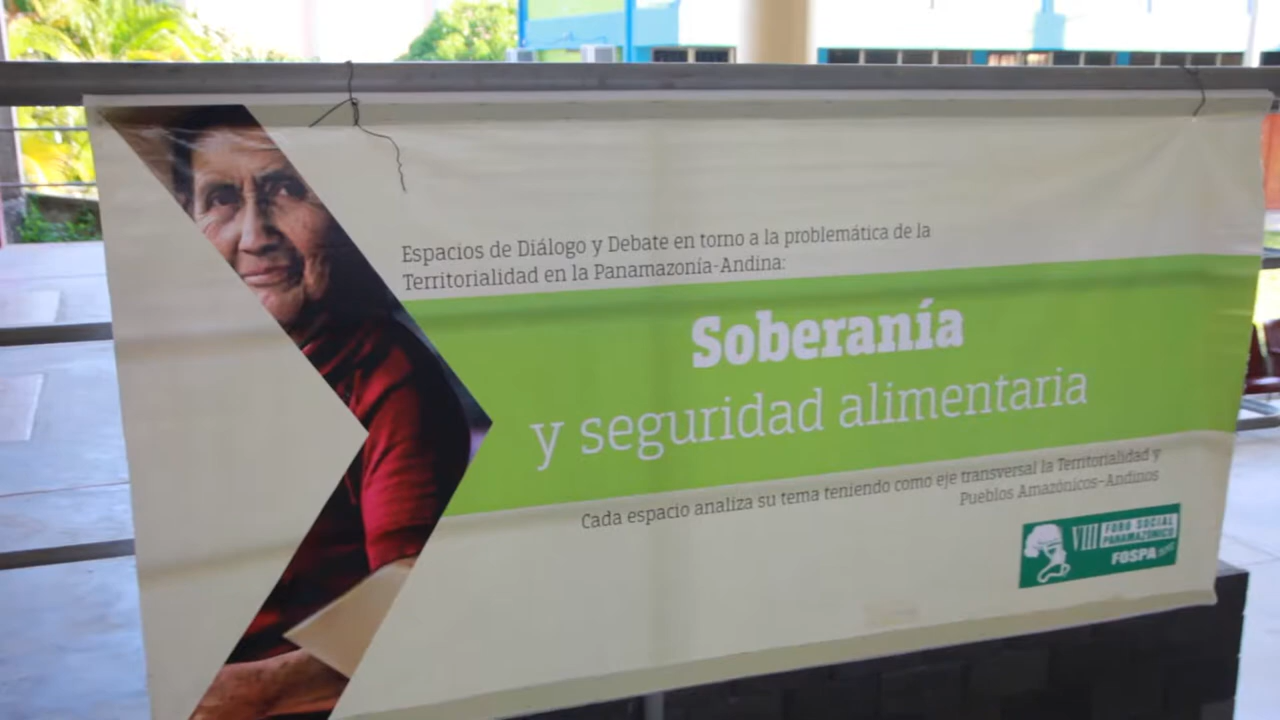 Espacios de Diálogo y Debate en torno a la problemática de la
Territorialidad en la Panamazonía-Andina:
Soberanía
y seguridad alimentaria
Cada espacio analiza su tema teniendo como eje transversal la Territorialidad y
Pueblos Amazónicos-Andinos
VIII FORO SOCIAL
PANAMAZÓNICO
FOSPA